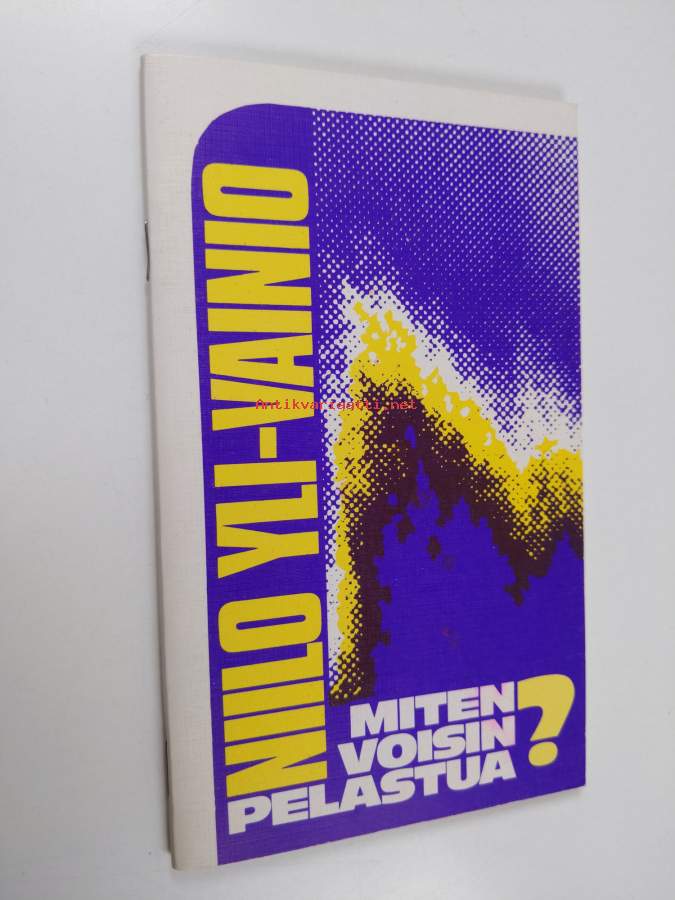 NIILO YLI-VAINIO
MITEN
VOISIN
PELASTUA?
Antikvariaatti.net